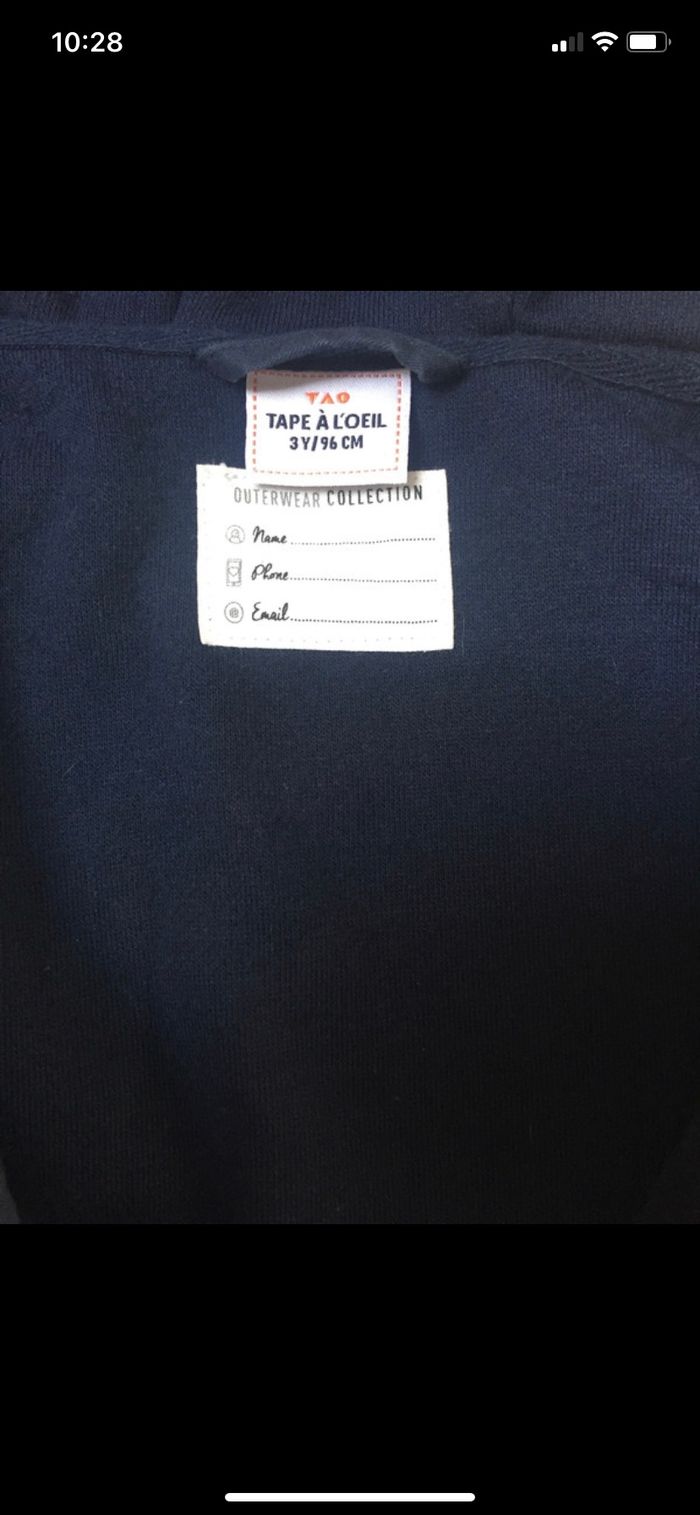 10:28
TAO
TAPE À L'OEIL
3Y/96 CM
OUTERWEAR COLLECTION
Name
Phone
Email